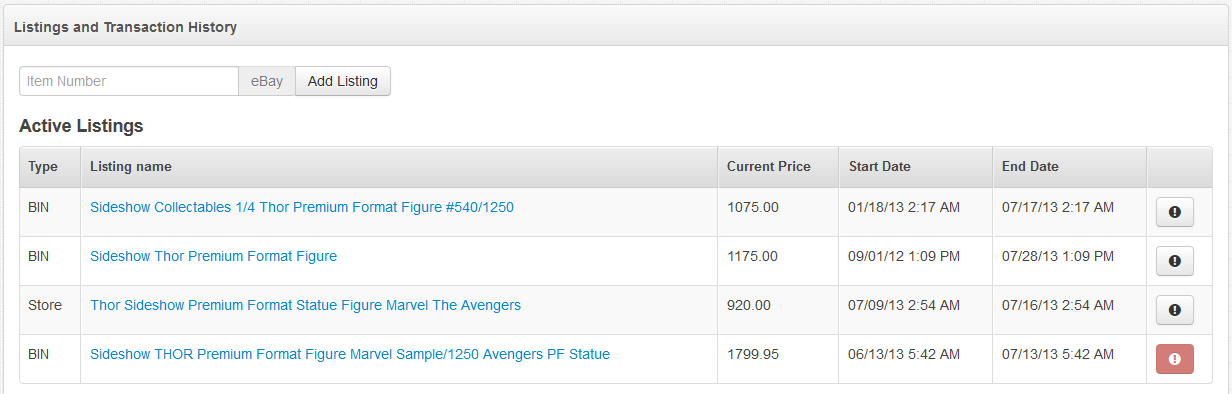 Listings and Transaction History
Item Number eBay Add Listing
Active Listings
Type Listing name Current Price Start Date End Date
BIN Sideshow Collectables 1/4 Thor Premium Format Figure #540/1250 1075.00 01/18/13 2:17 AM 07/17/13 2:17 AM
BIN Sideshow Thor Premium Format Figure 1175.00 09/01/12 1:09 PM 07/28/13 1:09 PM
Store Thor Sideshow Premium Format Statue Figure Marvel The Avengers 920.00 07/09/13 2:54 AM 07/16/13 2:54 AM
BIN Sideshow THOR Premium Format Figure Marvel Sample/1250 Avengers PF Statue 1799.95 06/13/13 5:42 AM 07/13/13 5:42 AM